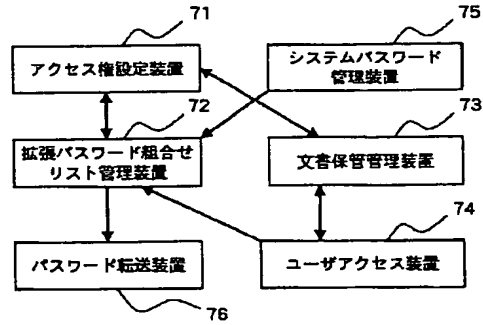 71
75
アクセス権設定装置
システムパスワード
管理装置
72
73
拡張パスワード組合せ
リスト管理装置
文書保管管理装置
74
パスワード転送装置
ユーザアクセス装置
76